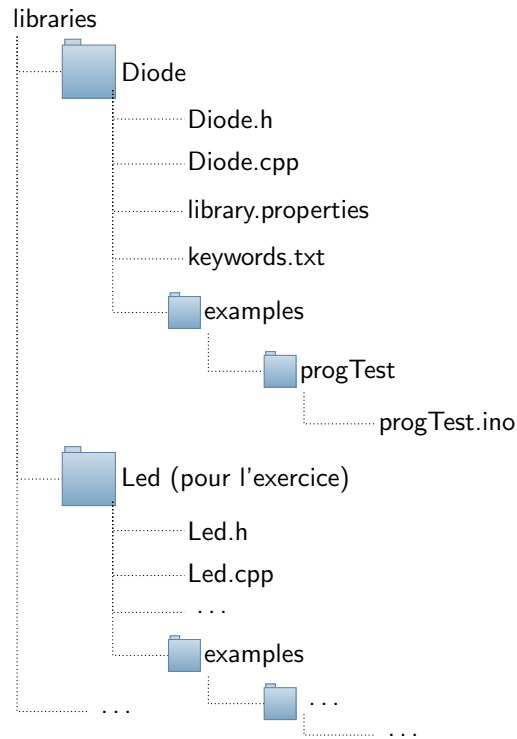 libraries
Diode
Diode.h
Diode.cpp
library.properties
keywords.txt
examples
progTest
progTest.ino
Led (pour l'exercice)
Led.h
Led.cpp
...
examples
...
...
...